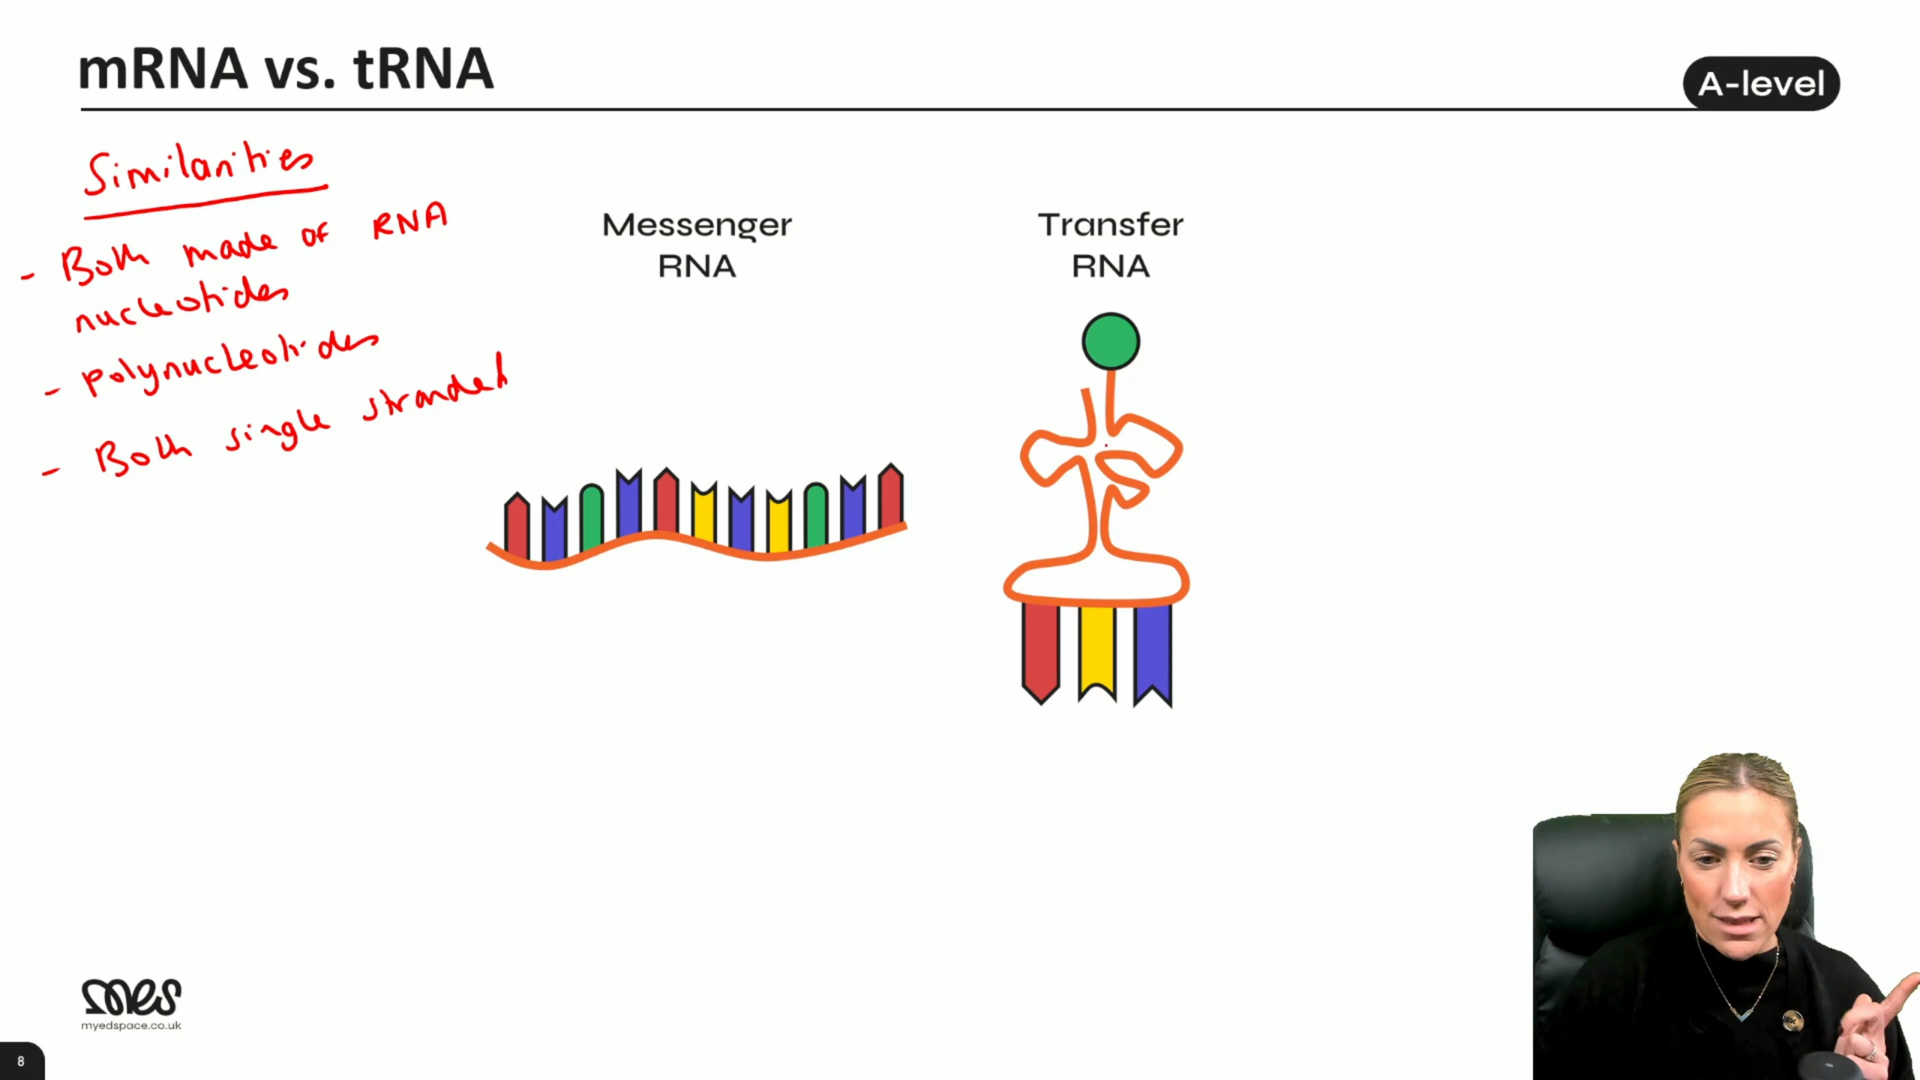 mRNA vs. tRNA
A-level
Similarities
- Both made of RNA
nucleotides
- polynucleotides
- Both single stranded
Messenger
RNA
Transfer
RNA
mes
myedspace.co.uk
8